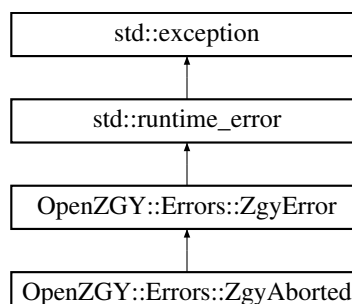 std::exception
std::runtime_error
OpenZGY::Errors::ZgyError
OpenZGY::Errors::ZgyAborted